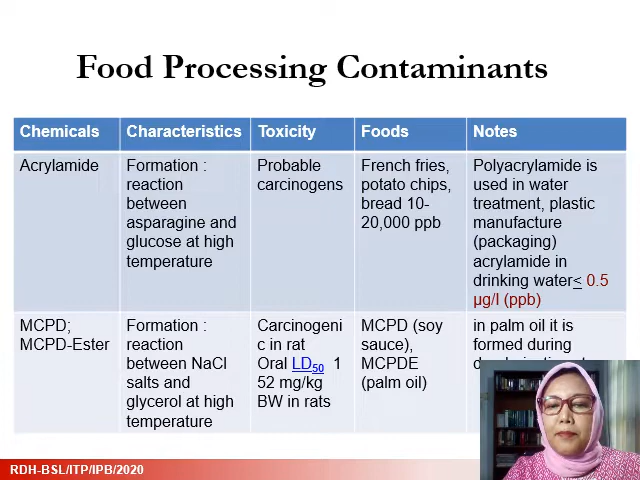 Food Processing Contaminants
Chemicals
Characteristics
Toxicity
Foods
Notes
Acrylamide
Formation :
reaction
between
asparagine and
glucose at high
temperature
Probable
carcinogens
French fries,
potato chips,
bread 10-
20,000 ppb
Polyacrylamide is
used in water
treatment, plastic
manufacture
(packaging)
acrylamide in
drinking water< 0.5
µg/l (ppb)
MCPD;
MCPD-Ester
Formation :
reaction
between NaCl
salts and
glycerol at high
temperature
Carcinogeni
c in rat
Oral LD50 1
52 mg/kg
BW in rats
MCPD (soy
sauce),
MCPDE
(palm oil)
in palm oil it is
formed during
RDH-BSL/ITP/IPB/2020